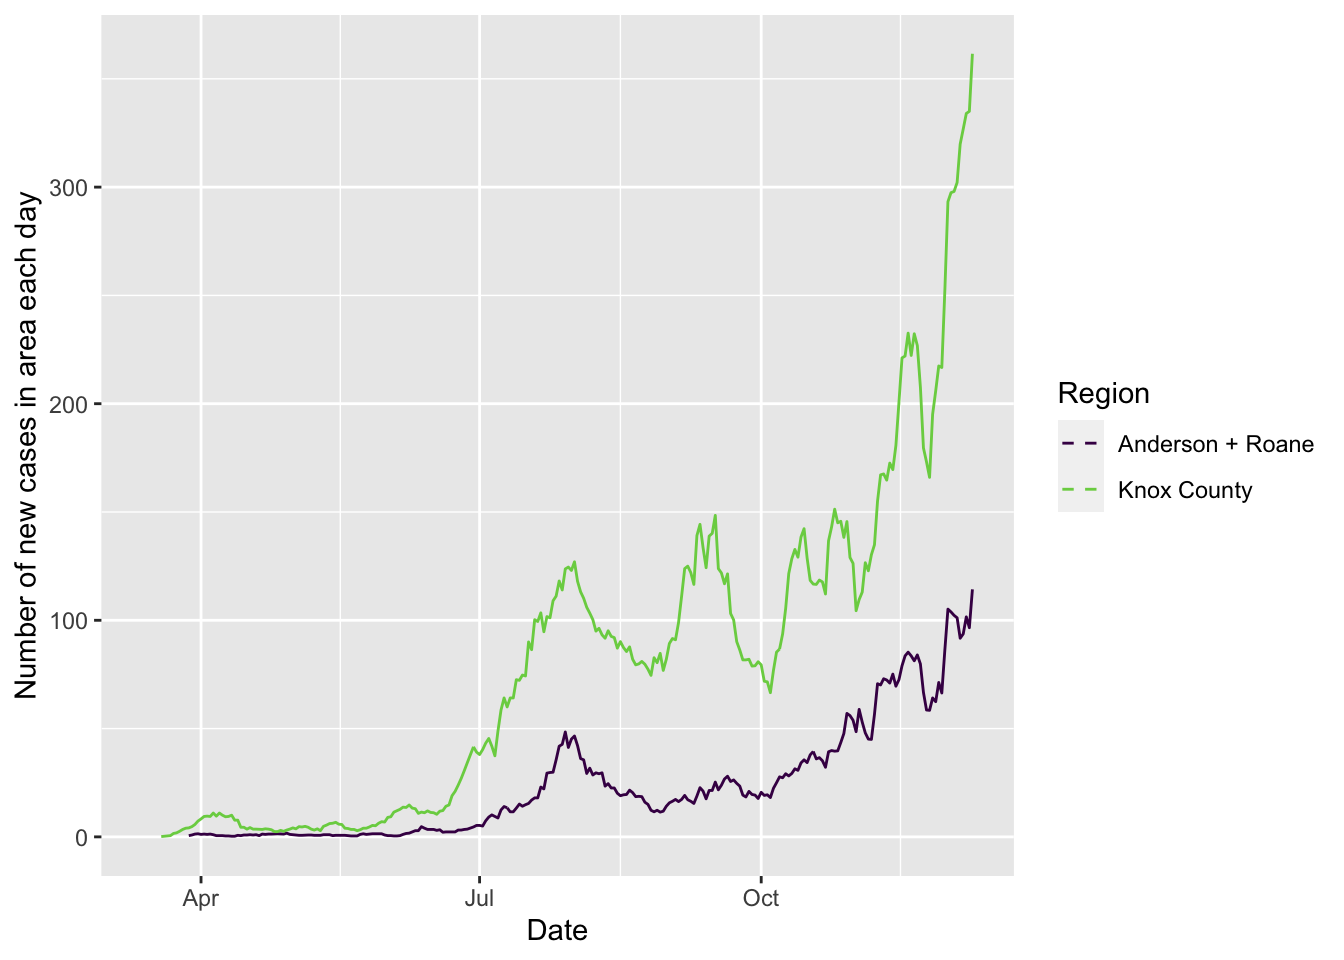 Number of new cases in area each day
300
200
100
0
Apr
Jul
Oct
Date
Region
Anderson + Roane
Knox County